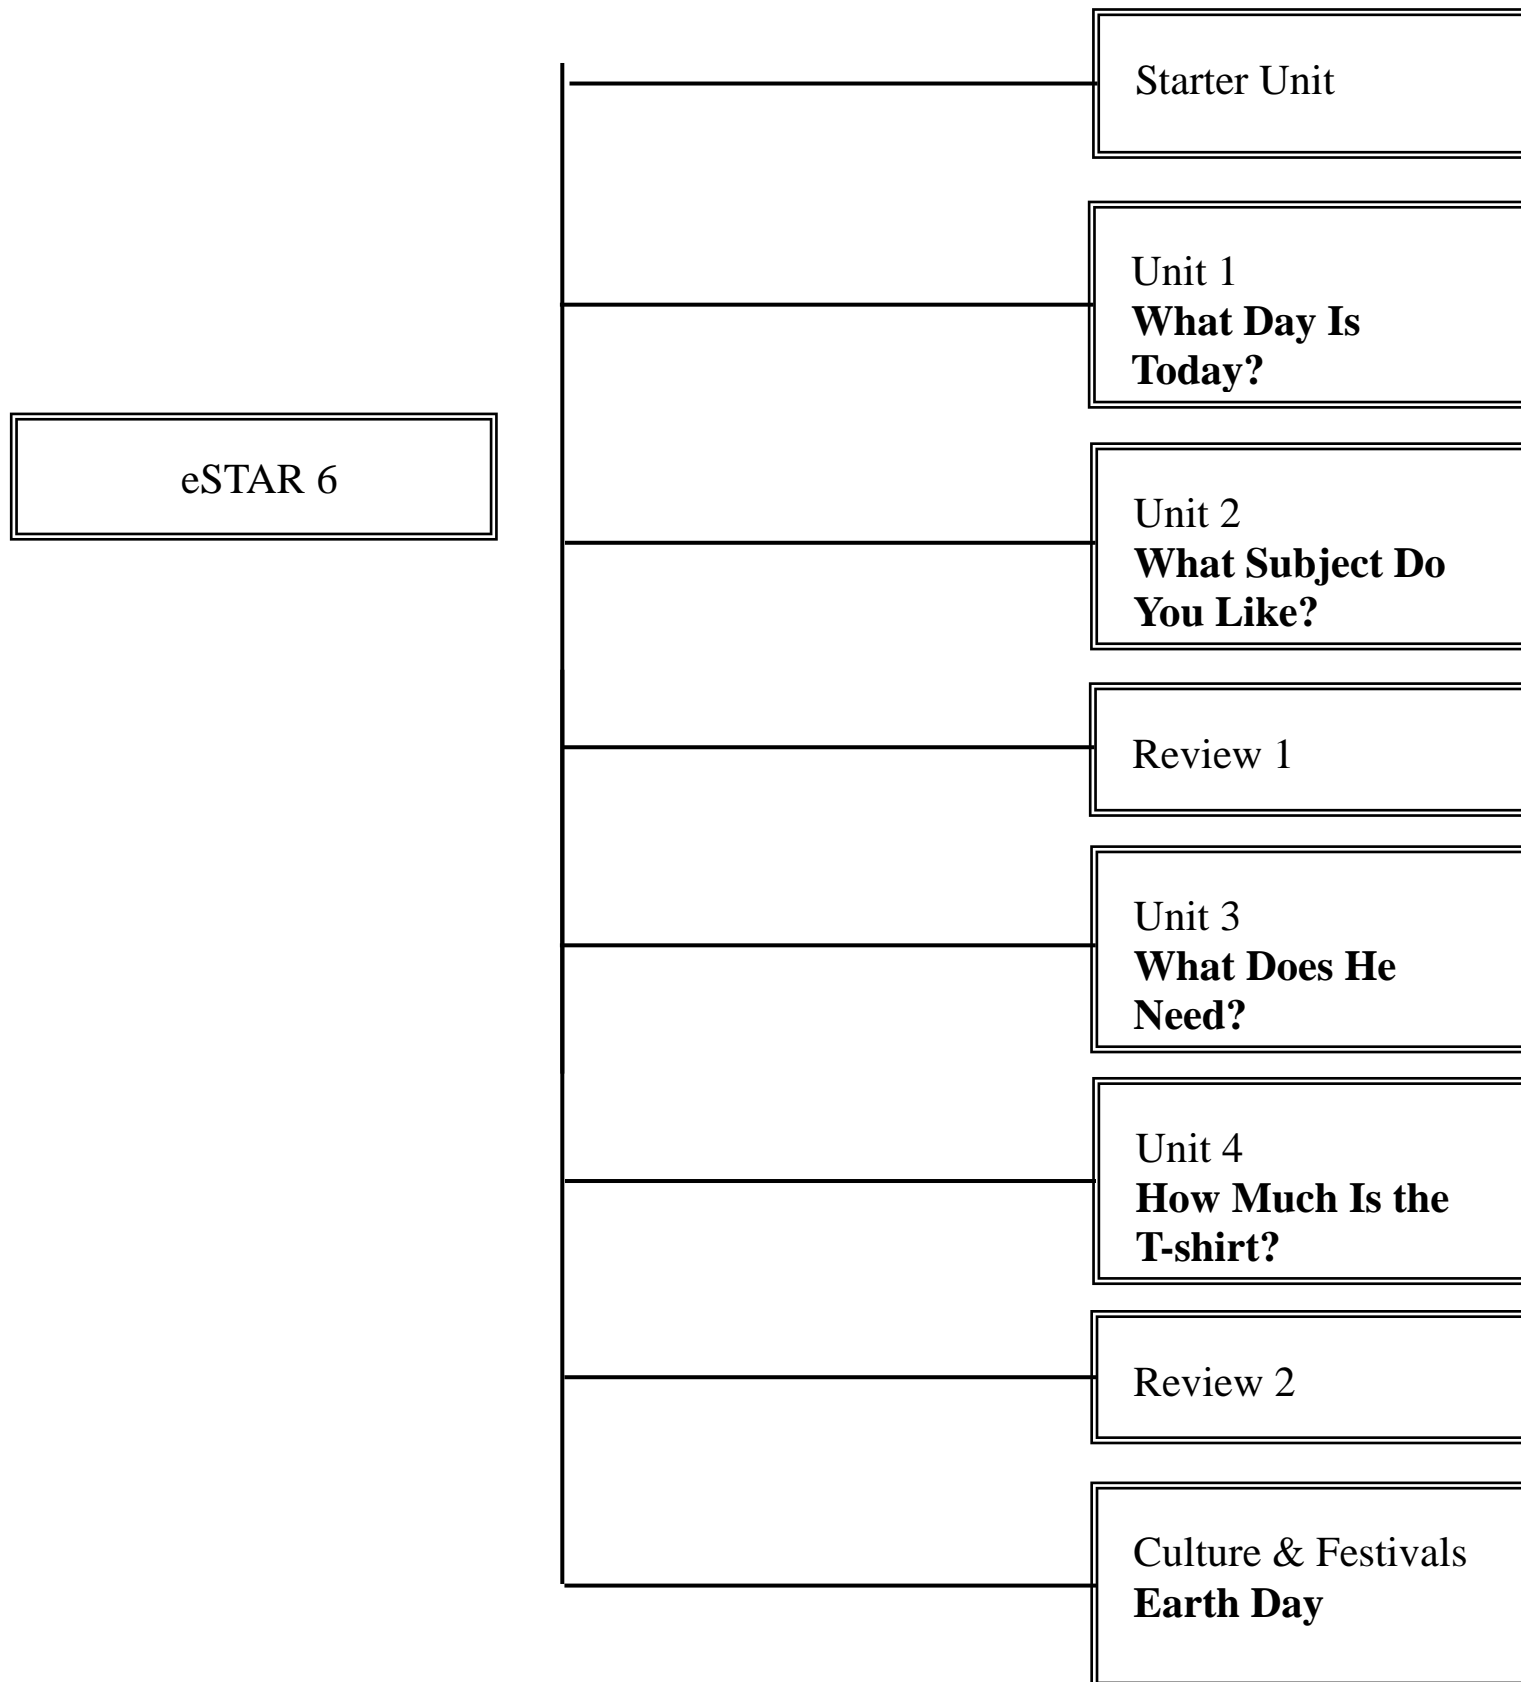 eSTAR 6
Starter Unit
Unit 1
What Day Is
Today?
Unit 2
What Subject Do
You Like?
Review 1
Unit 3
What Does He
Need?
Unit 4
How Much Is the
T-shirt?
Review 2
Culture & Festivals
Earth Day